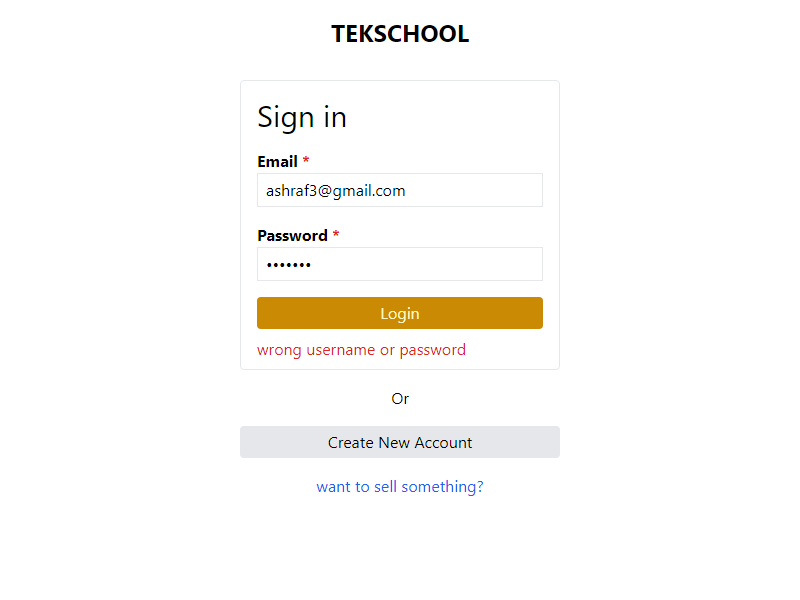 TEKSCHOOL
Sign in
Email *
ashraf3@gmail.com
Password *
•••••••
Login
wrong username or password
Or
Create New Account
want to sell something?